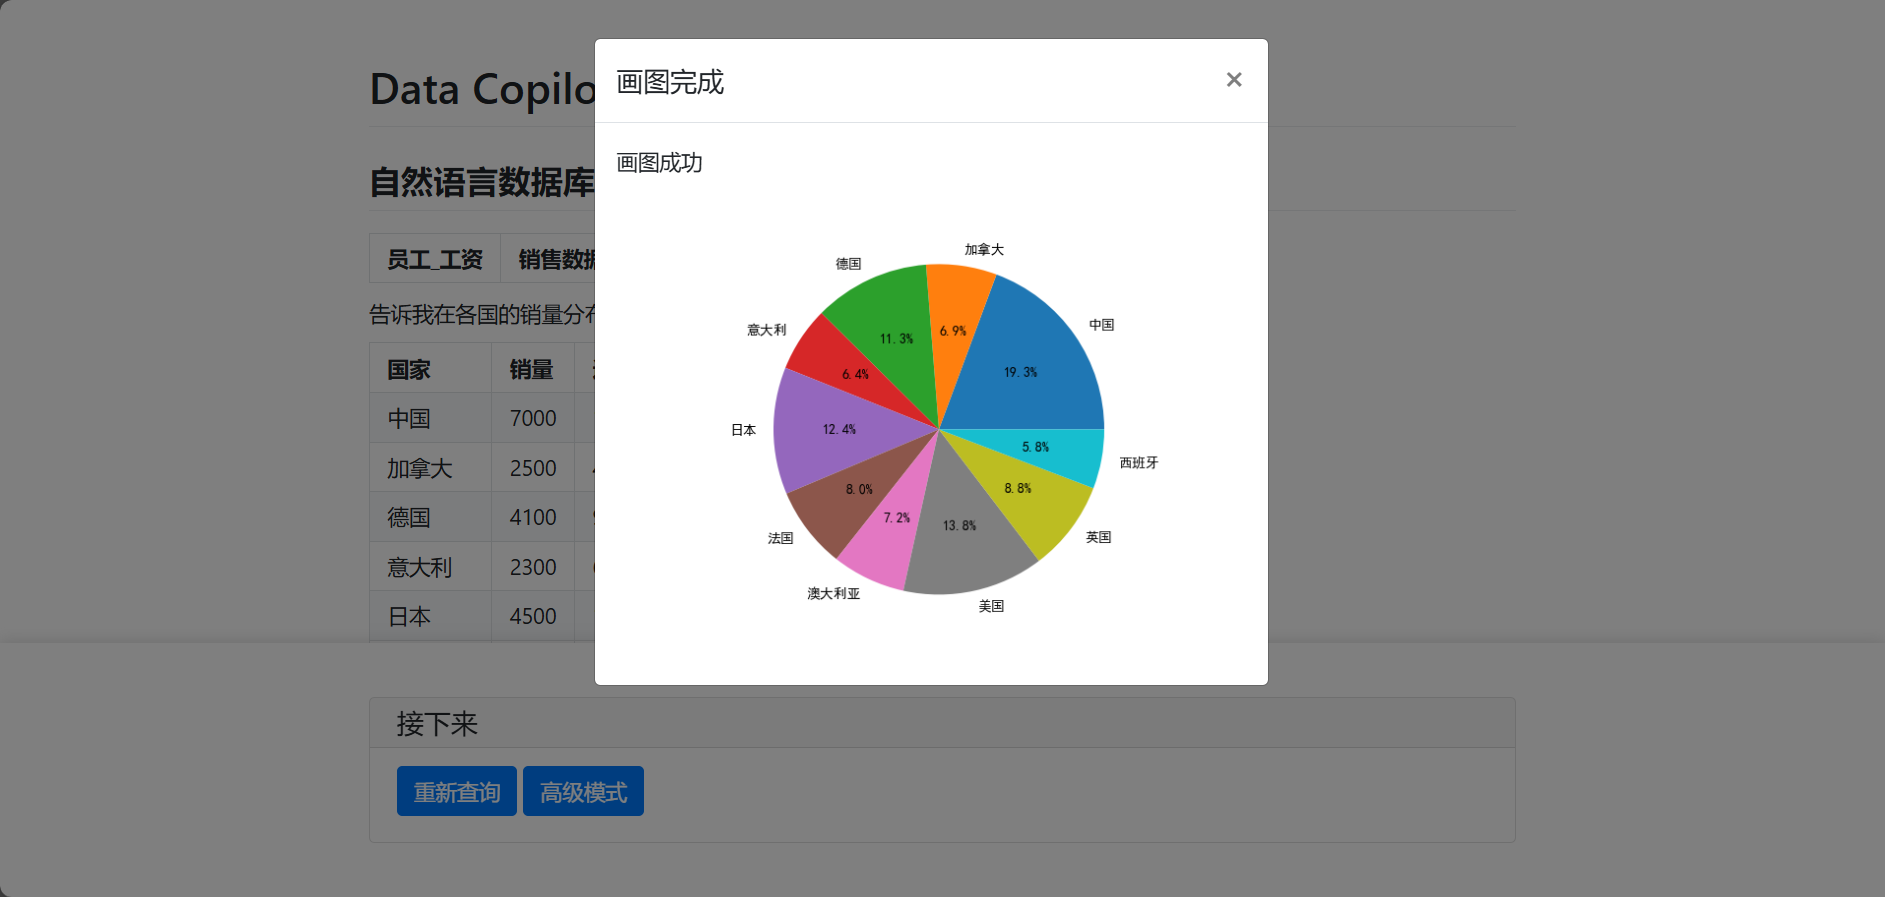 Data Copilo
自然语言数据库
员工_工资 销售数据
告诉我在各国的销量分布
国家 销量
中国 7000
加拿大 2500
德国 4100
意大利 2300
日本 4500
画图完成 ×
画图成功
加拿大
德国
中国
意大利
6.9%
11.3%
19.3%
6.4%
日本
12.4%
5.8%
西班牙
8.0%
8.8%
7.2%
13.8%
法国
英国
澳大利亚
美国
接下来
重新查询 高级模式